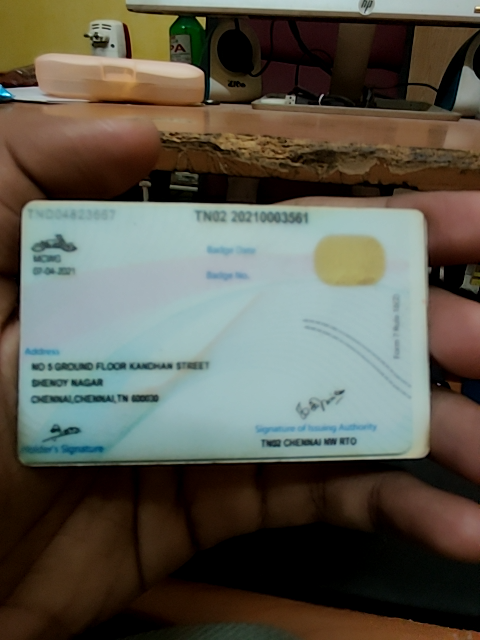 TN02 20210003561
MCWG
07-04-2021
Badge Date
Badge No.
Form 7 Rule 16(2)
Address
NO 5 GROUND FLOOR KANDHAN STREET
SHENOY NAGAR
CHENNAI,CHENNAI,TN 600030
Holder's Signature
Signature of Issuing Authority
TN02 CHENNAI NW RTO
hp